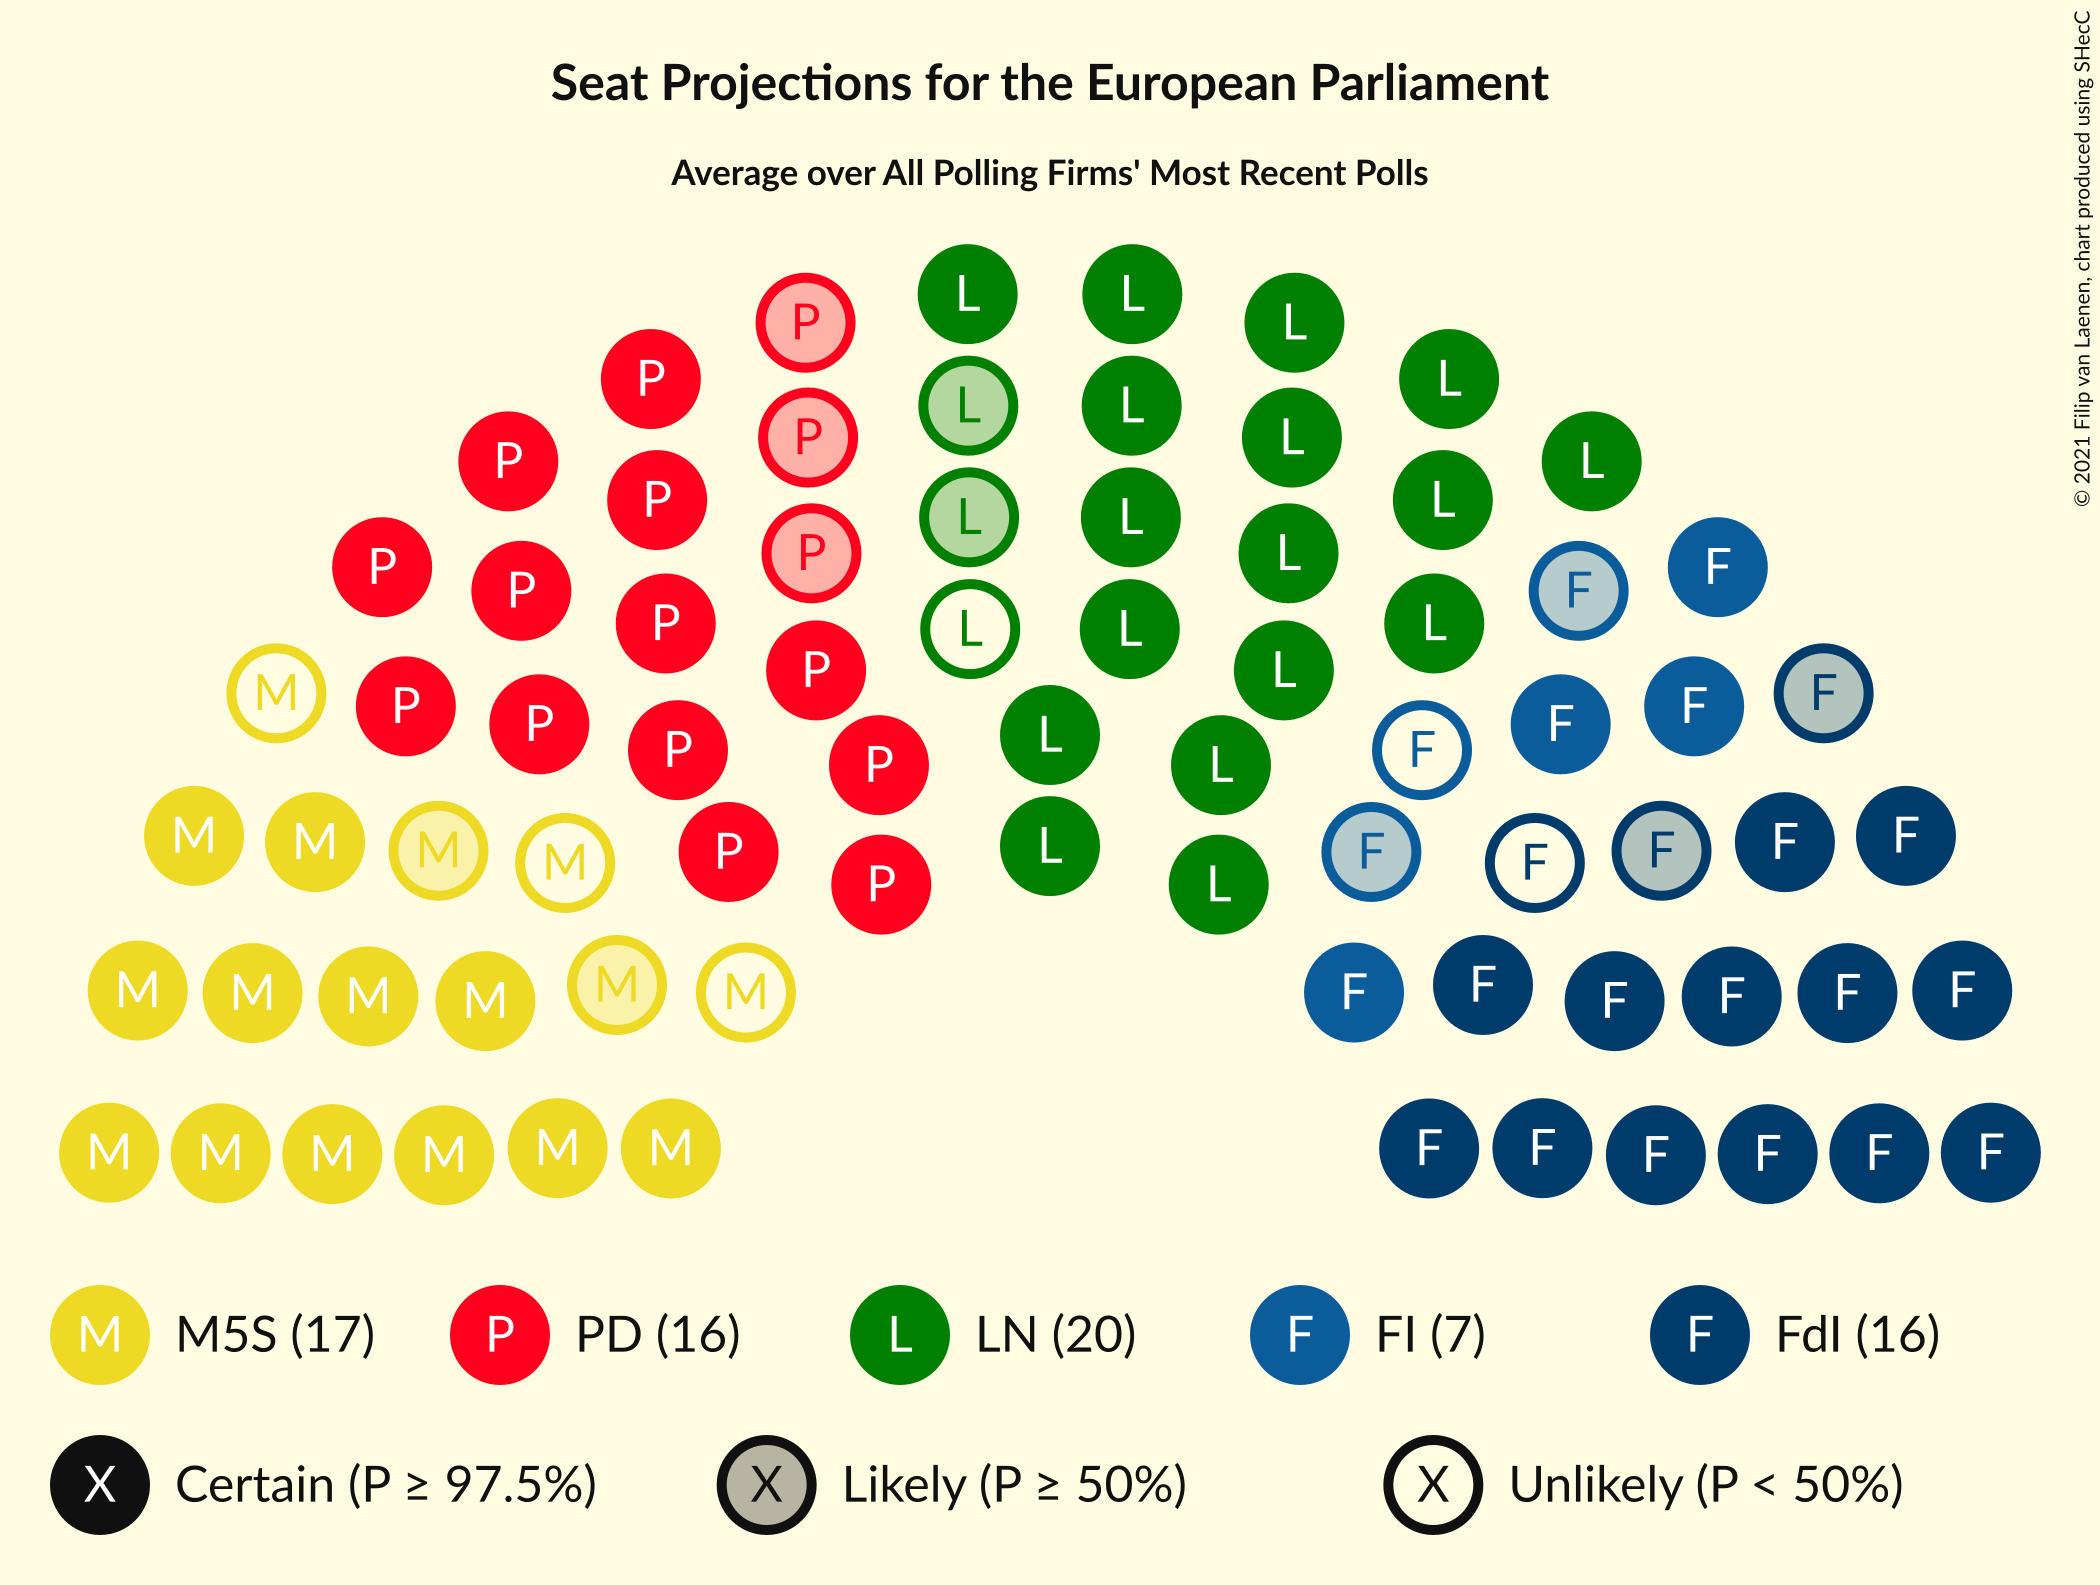 Seat Projections for the European Parliament
Average over All Polling Firms' Most Recent Polls
© 2021 Filip van Laenen, chart produced using SHecC
L L
P L L
P L
P L L
P L L
P L L
P L L
P F
P F
P L L
P L
L L
M P L F
P F
P F
P L F
P L
M F
M F
P L F
M F
M F
P L
M F
M F
M F
M F
M F
M F
M F
M F
M F
M F
M F
M F
M M5S (17) P PD (16) L LN (20) F FI (7) F FdI (16)
X Certain (P ≥ 97.5%) X Likely (P ≥ 50%) X Unlikely (P < 50%)